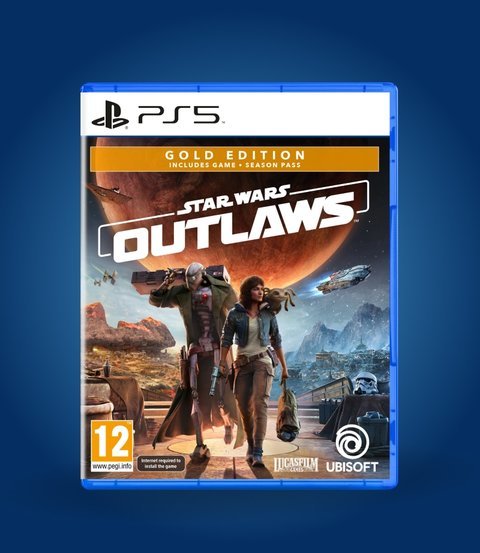 PS5
GOLD EDITION
INCLUDES GAME • SEASON PASS
STAR WARS
OUTLAWS™
12
www.pegi.info
Internet required to
install the game
LUCASFILM
GAMES
UBISOFT